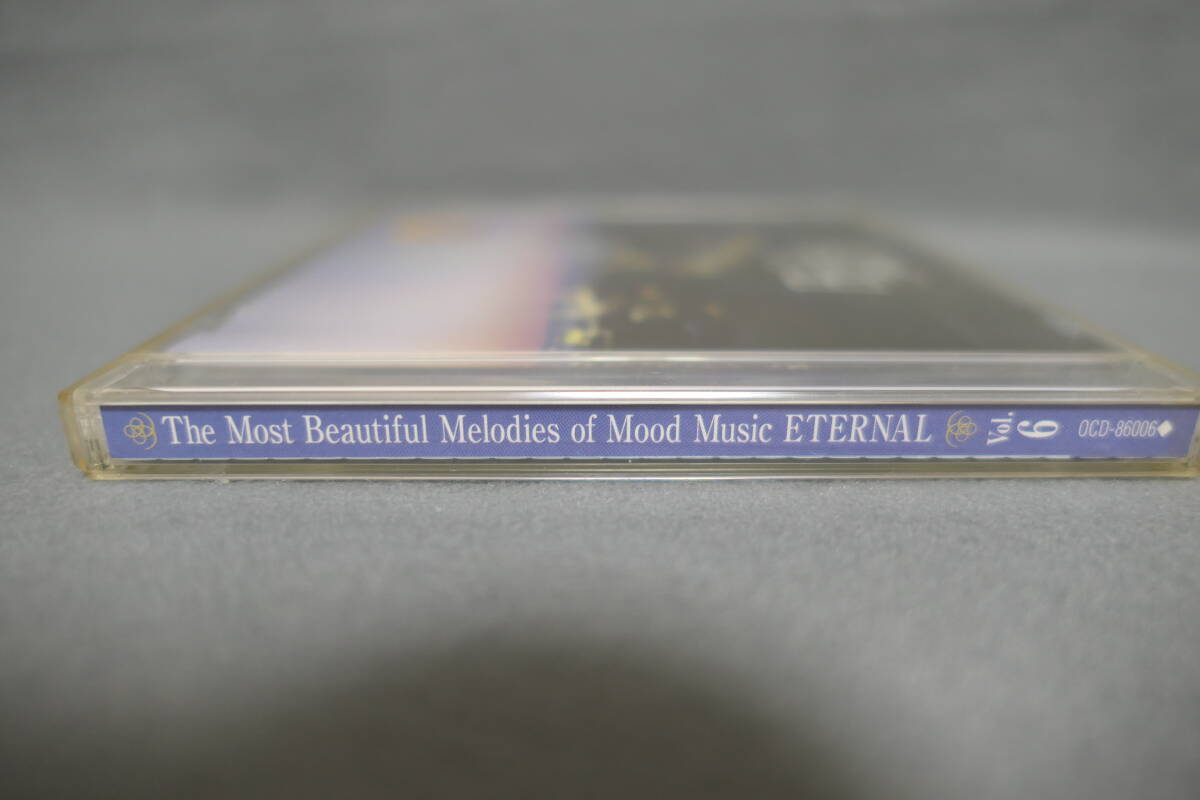 The Most Beautiful Melodies of Mood Music ETERNAL Vol. 6 OCD-86006◆